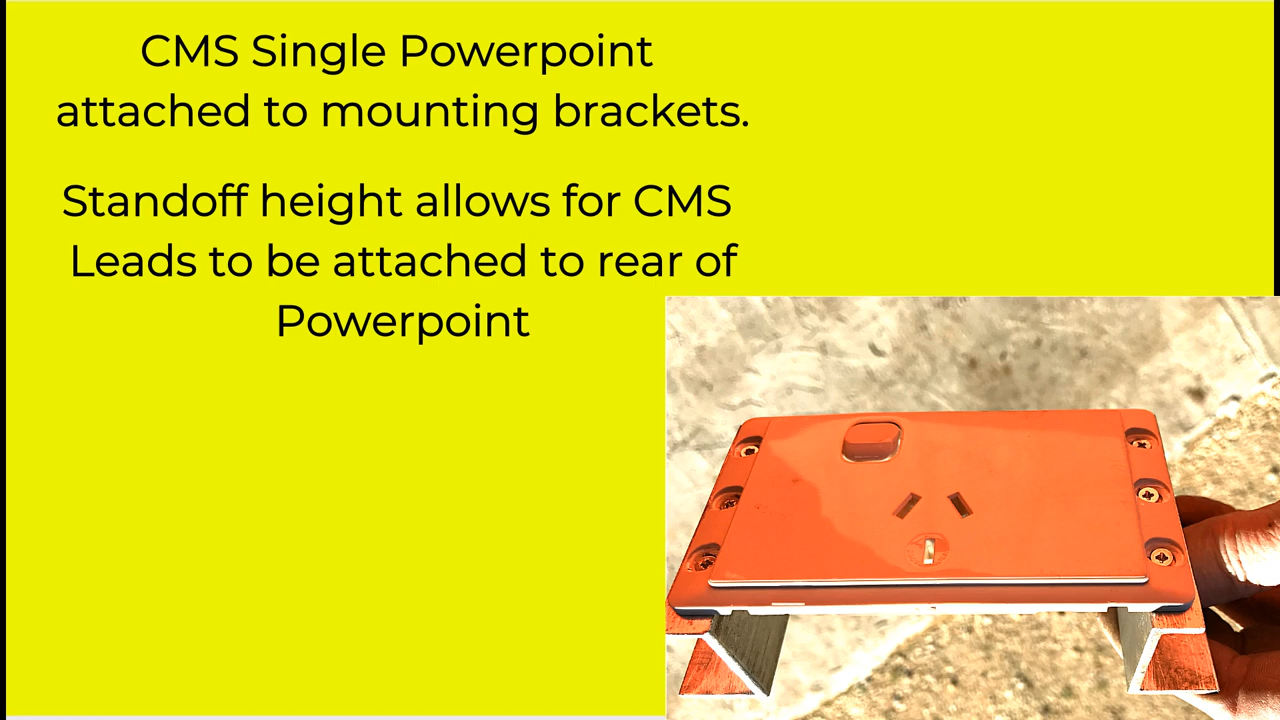 CMS Single Powerpoint
attached to mounting brackets.
Standoff height allows for CMS
Leads to be attached to rear of
Powerpoint